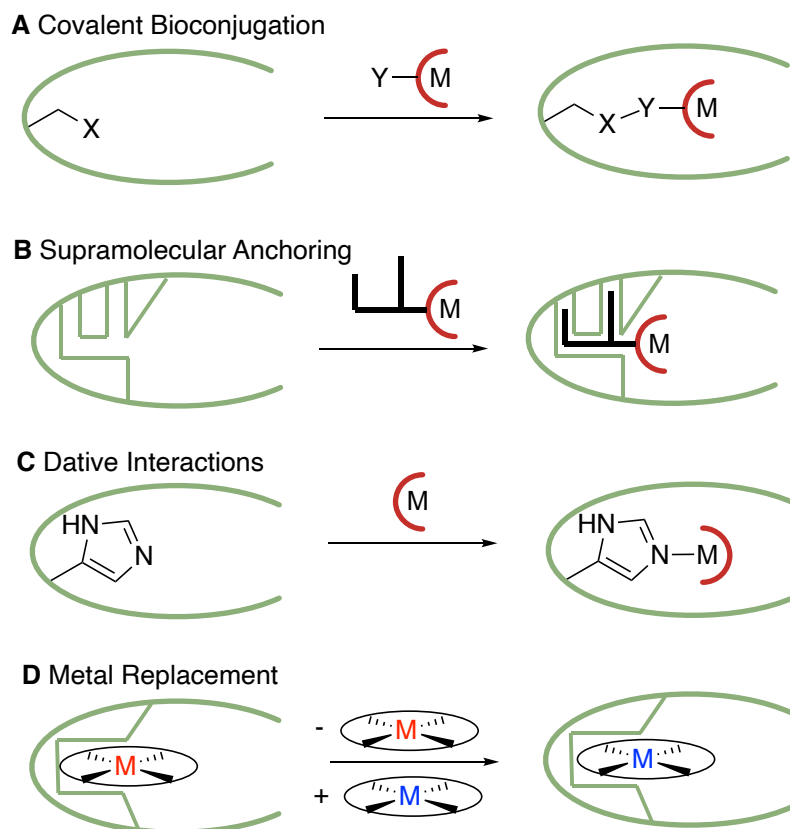 A Covalent Bioconjugation
X
Y
M
X
Y
M
B Supramolecular Anchoring
M
M
C Dative Interactions
HN
N
M
HN
N
M
D Metal Replacement
M
-
M
+
M
M